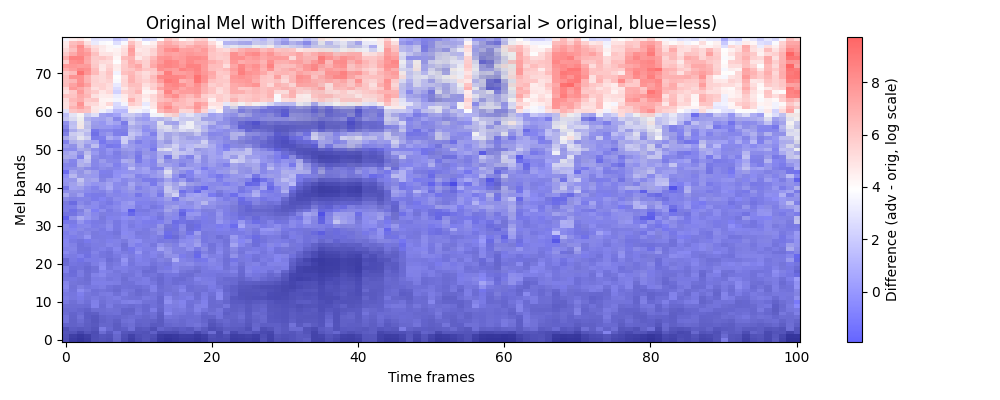 Original Mel with Differences (red=adversarial > original, blue=less)
Mel bands
70
60
50
40
30
20
10
0
0 20 40 60 80 100
Time frames
8
6
4
2
0
Difference (adv - orig, log scale)